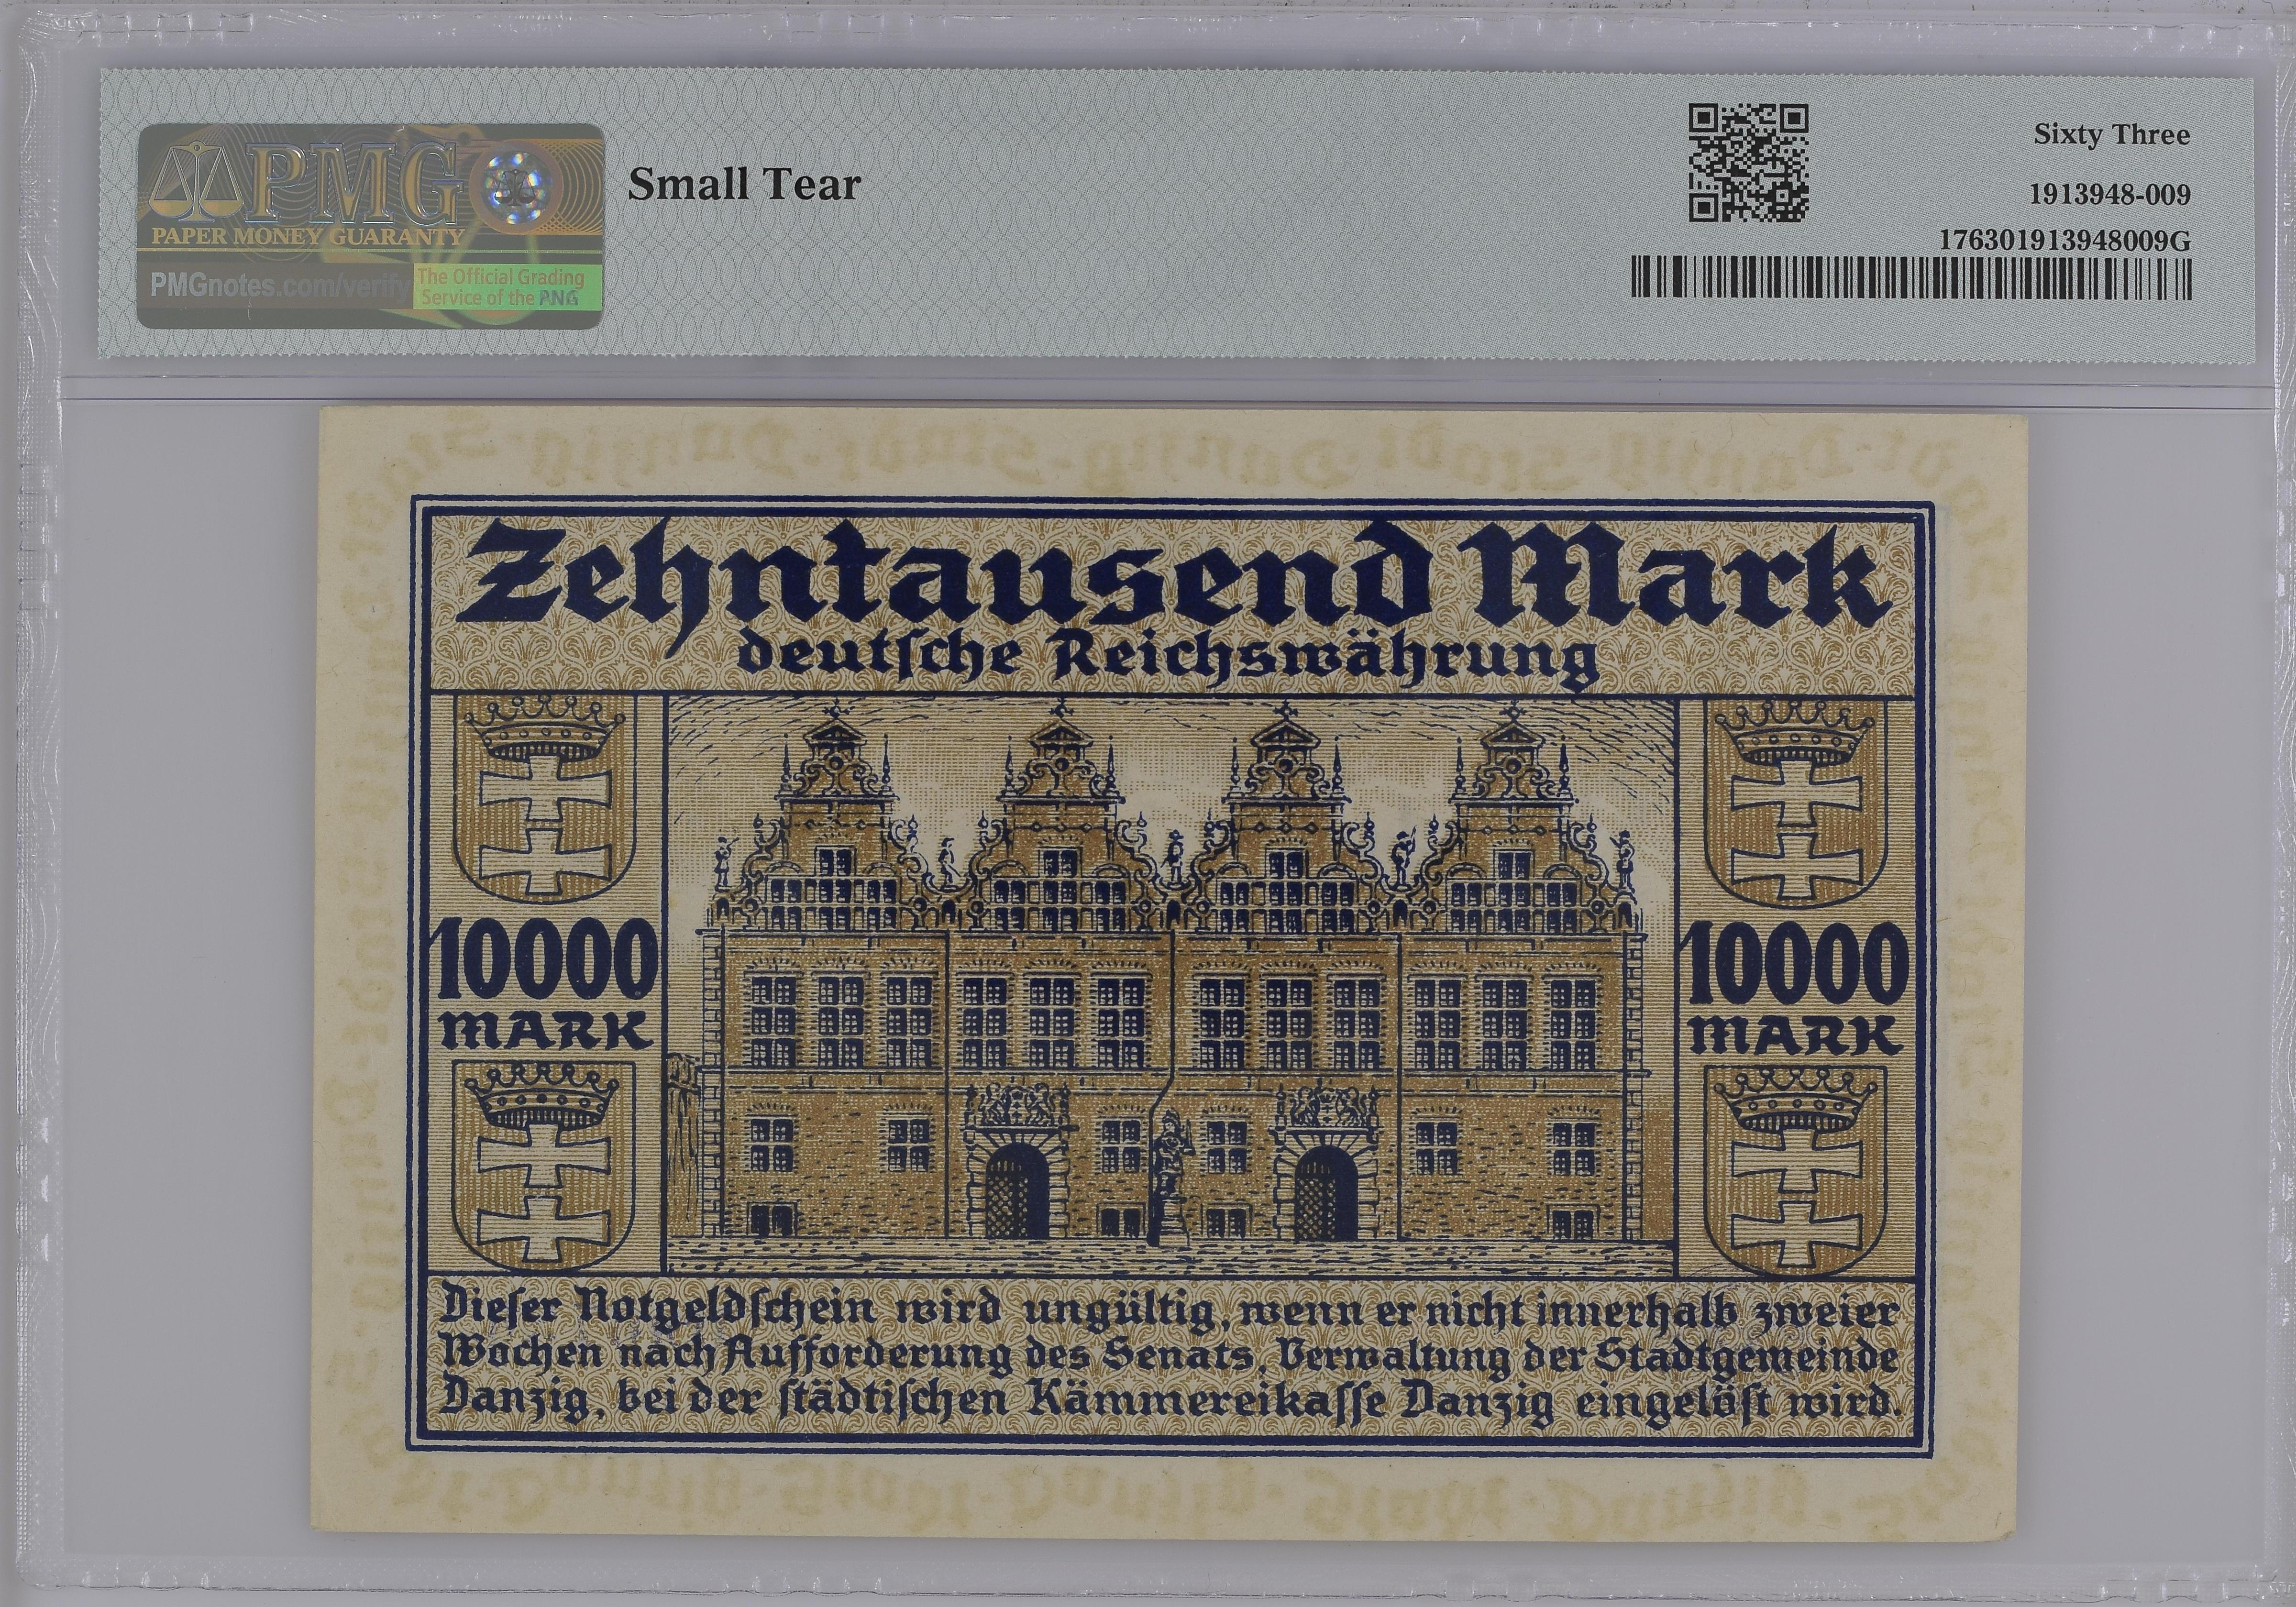 PMG
PAPER MONEY GUARANTY
PMGnotes.com/verify
The Official Grading
Service of the PNG
Small Tear
Sixty Three
1913948-009
176301913948009G
Zehntausend Mark
deutſche Reichswährung
10000
MARK
10000
MARK
Dieſer Notgeldſchein wird ungültig, wenn er nicht innerhalb zweier
Wochen nach Aufforderung des Senats, Verwaltung der Stadtgemeinde
Danzig, bei der ſtädtiſchen Kämmereikaſſe Danzig eingelöſt wird.